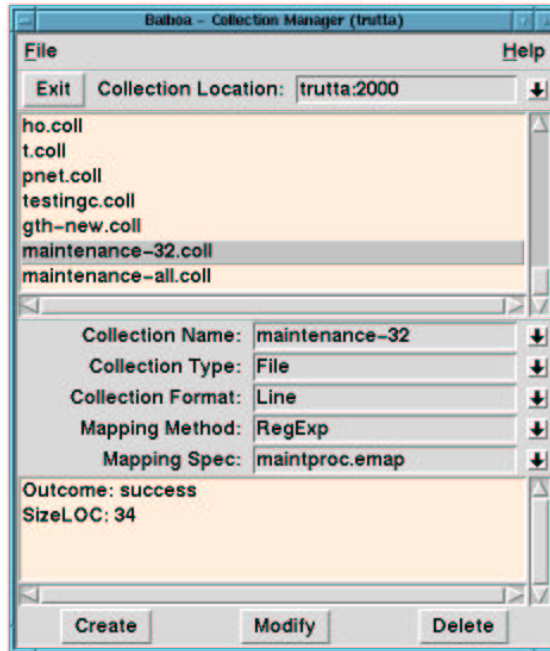 Balboa - Collection Manager (trutta)
File Help
Exit Collection Location: trutta:2000
ho.coll
t.coll
pnet.coll
testingc.coll
gth-new.coll
maintenance-32.coll
maintenance-all.coll
Collection Name: maintenance-32
Collection Type: File
Collection Format: Line
Mapping Method: RegExp
Mapping Spec: maintproc.emap
Outcome: success
SizeLOC: 34
Create Modify Delete